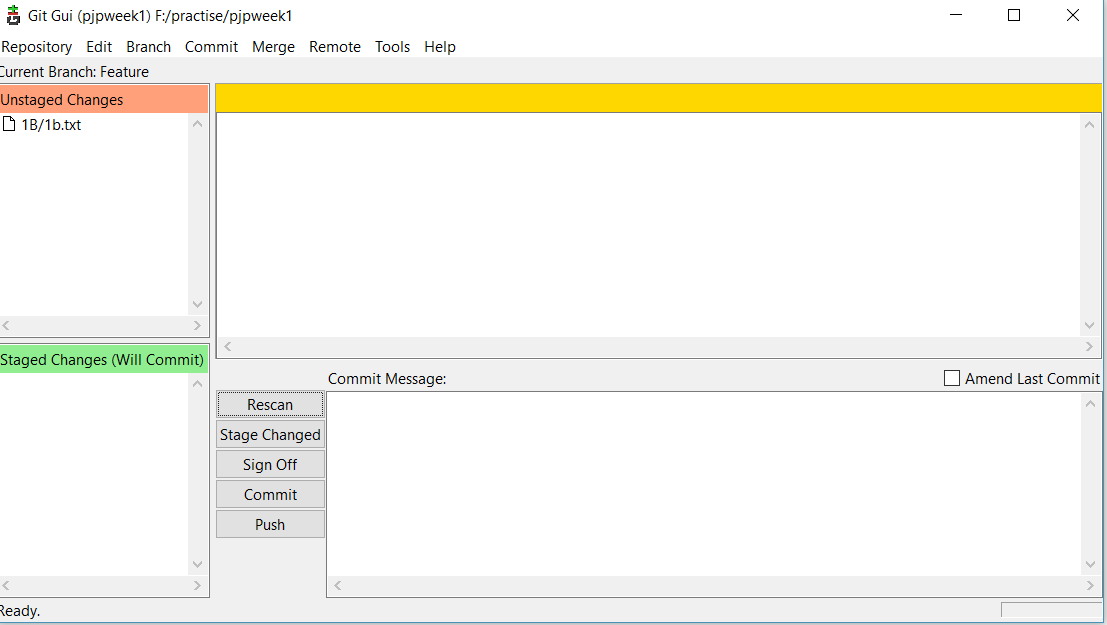 Git Gui (pjpweek1) F:/practise/pjpweek1
Repository Edit Branch Commit Merge Remote Tools Help
Current Branch: Feature
Unstaged Changes
1B/1b.txt
Staged Changes (Will Commit)
Commit Message:
Amend Last Commit
Rescan
Stage Changed
Sign Off
Commit
Push
Ready.